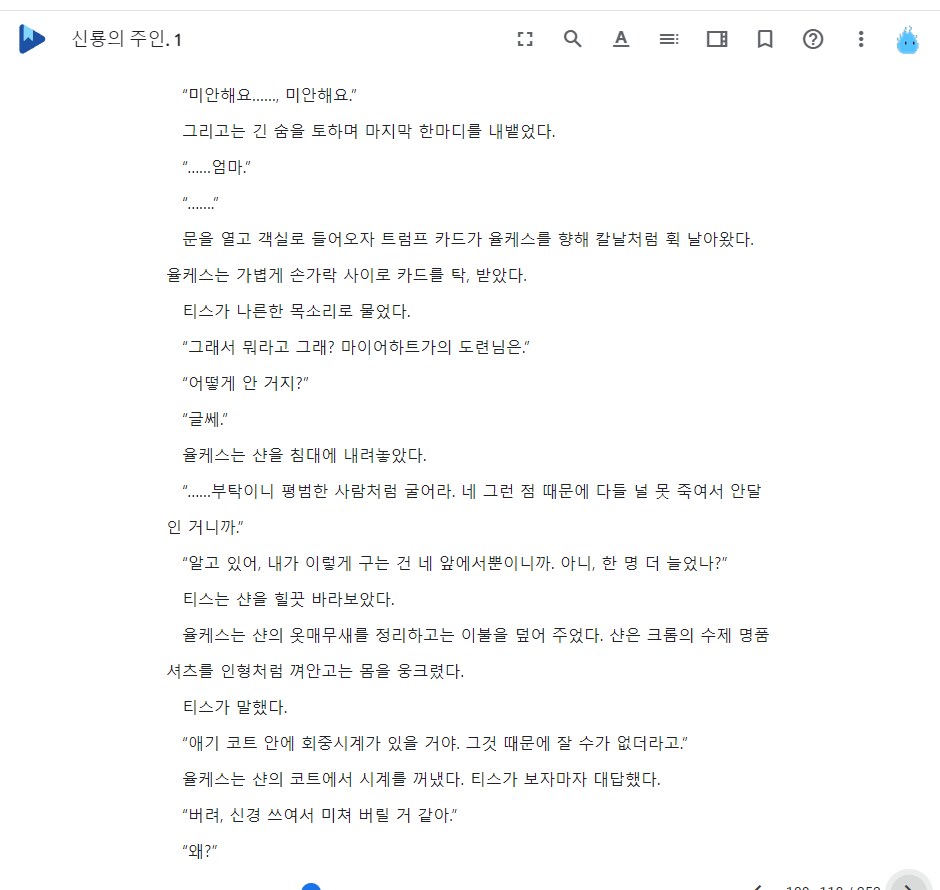 신룡의 주인. 1
“미안해요……, 미안해요.”
그리고는 긴 숨을 토하며 마지막 한마디를 내뱉었다.
“……엄마.”
“…….”
문을 열고 객실로 들어오자 트럼프 카드가 율케스를 향해 칼날처럼 휙 날아왔다.
율케스는 가볍게 손가락 사이로 카드를 탁, 받았다.
티스가 나른한 목소리로 물었다.
“그래서 뭐라고 그래? 마이어하트가의 도련님은.”
“어떻게 안 거지?”
“글쎄.”
율케스는 샨을 침대에 내려놓았다.
“……부탁이니 평범한 사람처럼 굴어라. 네 그런 점 때문에 다들 널 못 죽여서 안달
인 거니까.”
“알고 있어, 내가 이렇게 구는 건 네 앞에서뿐이니까. 아니, 한 명 더 늘었나?”
티스는 샨을 힐끗 바라보았다.
율케스는 샨의 옷매무새를 정리하고는 이불을 덮어 주었다. 샨은 크롬의 수제 명품
셔츠를 인형처럼 껴안고는 몸을 웅크렸다.
티스가 말했다.
“애기 코트 안에 회중시계가 있을 거야. 그것 때문에 잘 수가 없더라고.”
율케스는 샨의 코트에서 시계를 꺼냈다. 티스가 보자마자 대답했다.
“버려, 신경 쓰여서 미쳐 버릴 거 같아.”
“왜?”